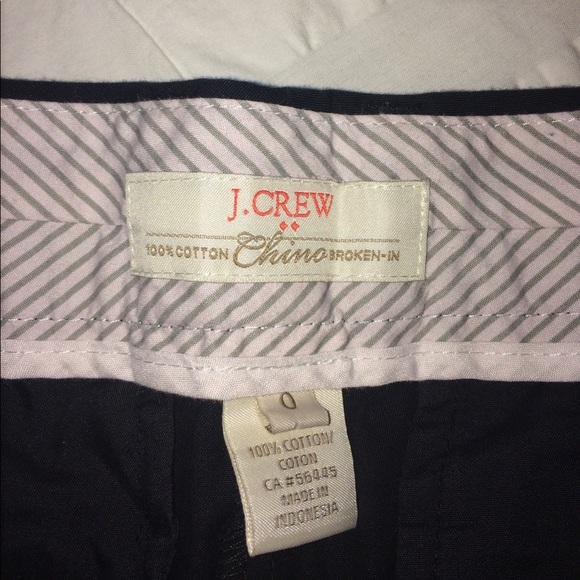 J.CREW
100% COTTON Chino BROKEN-IN
0
100% COTTON/
COTON
CA #56445
MADE IN
INDONESIA